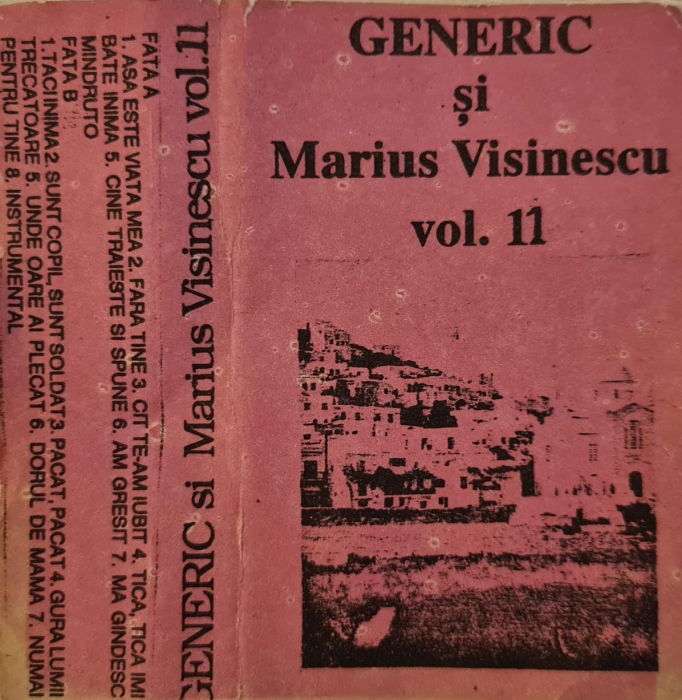 GENERIC
și
Marius Visinescu
vol. 11
GENERIC si Marius Visinescu vol.11
FATA A
1. ASA ESTE VIATA MEA 2. FARA TINE 3. CIT TE-AM IUBIT 4. TICA, TICA IMI
BATE INIMA 5. CINE TRAIESTE SI SPUNE 6. AM GRESIT 7. MA GINDESC
MINDRUTO
FATA B
1. TACI INIMA 2. SUNT COPIL, SUNT SOLDAT 3. PACAT, PACAT 4. GURA LUMII
TRECATOARE 5. UNDE OARE AI PLECAT 6. DORUL DE MAMA 7. NUMAI
PENTRU TINE 8. INSTRUMENTAL